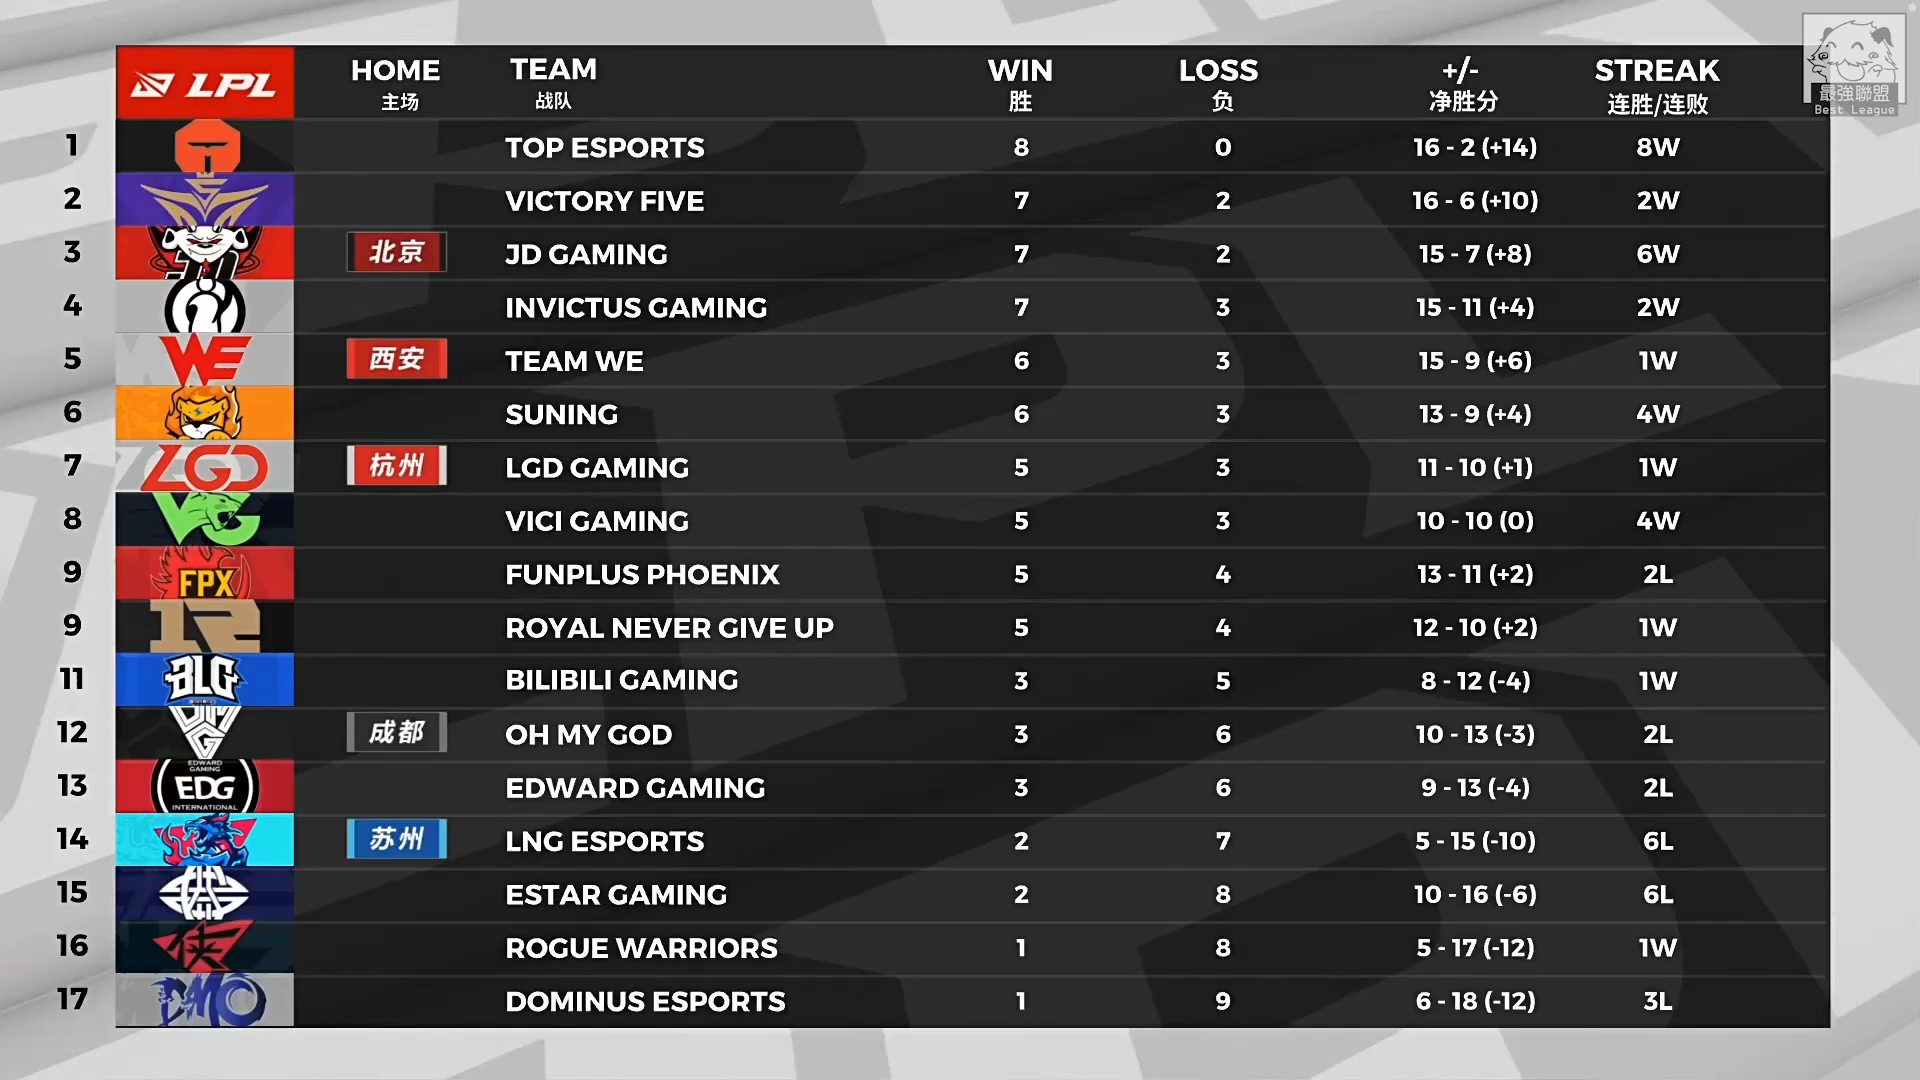 LPL HOME TEAM WIN LOSS +/- STREAK
主场 战队 胜 负 净胜分 连胜/连败
最強聯盟
Best League
1 TOP ESPORTS 8 0 16 - 2 (+14) 8W
2 VICTORY FIVE 7 2 16 - 6 (+10) 2W
3 北京 JD GAMING 7 2 15 - 7 (+8) 6W
4 INVICTUS GAMING 7 3 15 - 11 (+4) 2W
5 WE 西安 TEAM WE 6 3 15 - 9 (+6) 1W
6 SUNING 6 3 13 - 9 (+4) 4W
7 LGD 杭州 LGD GAMING 5 3 11 - 10 (+1) 1W
8 VG VICI GAMING 5 3 10 - 10 (0) 4W
9 FPX FUNPLUS PHOENIX 5 4 13 - 11 (+2) 2L
9 ROYAL NEVER GIVE UP 5 4 12 - 10 (+2) 1W
11 BLG BILIBILI GAMING 3 5 8 - 12 (-4) 1W
12 OMG 成都 OH MY GOD 3 6 10 - 13 (-3) 2L
13 EDWARD GAMING EDG INTERNATIONAL EDWARD GAMING 3 6 9 - 13 (-4) 2L
14 苏州 LNG ESPORTS 2 7 5 - 15 (-10) 6L
15 ESTAR GAMING 2 8 10 - 16 (-6) 6L
16 侠 ROGUE WARRIORS 1 8 5 - 17 (-12) 1W
17 DMO DOMINUS ESPORTS 1 9 6 - 18 (-12) 3L